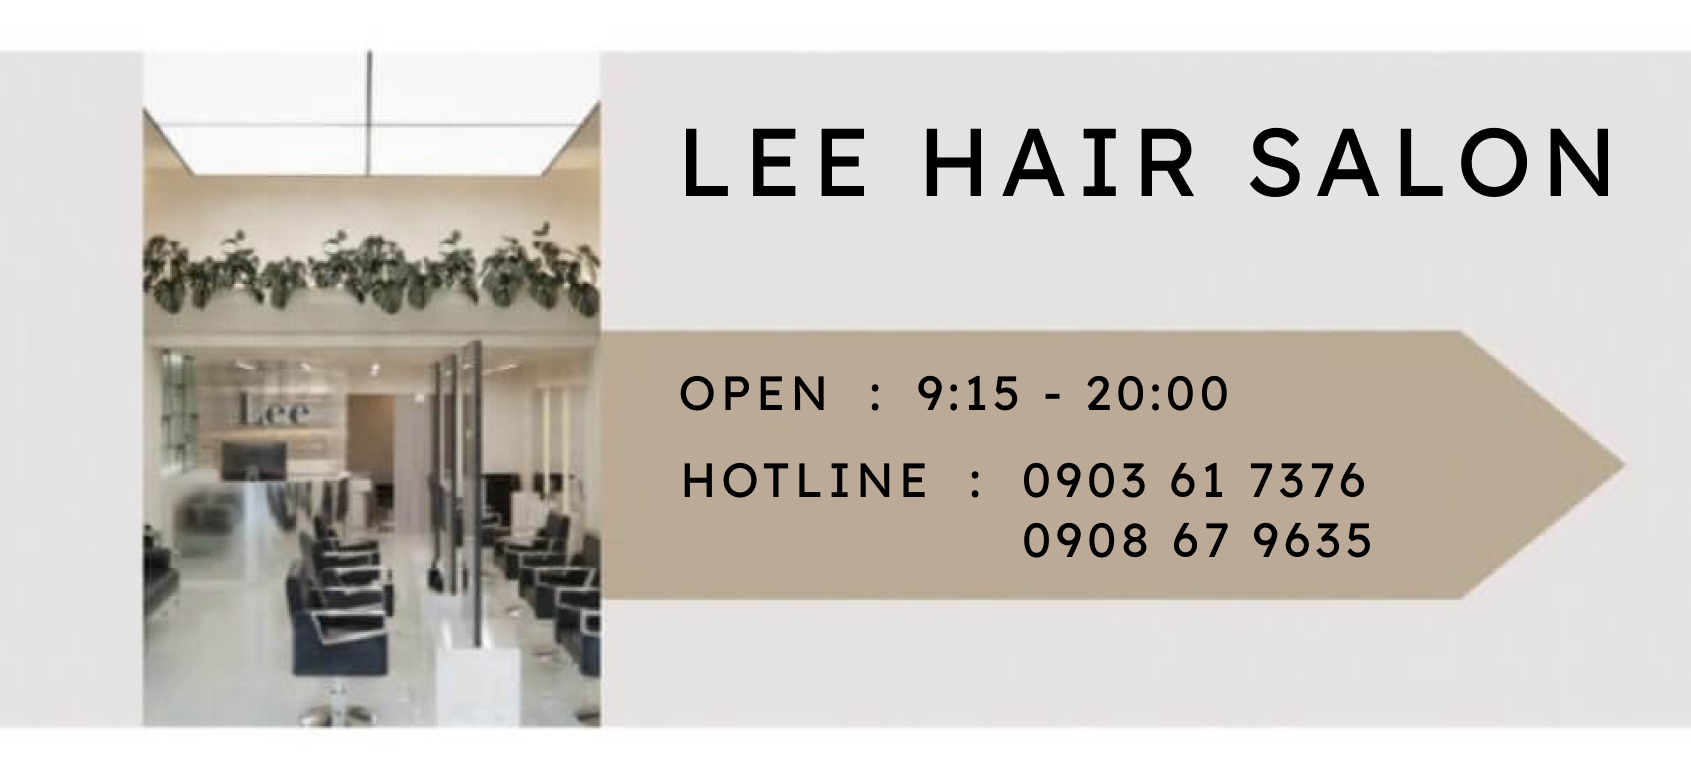 LEE HAIR SALON
Lee
OPEN : 9:15 - 20:00
HOTLINE : 0903 61 7376
0908 67 9635